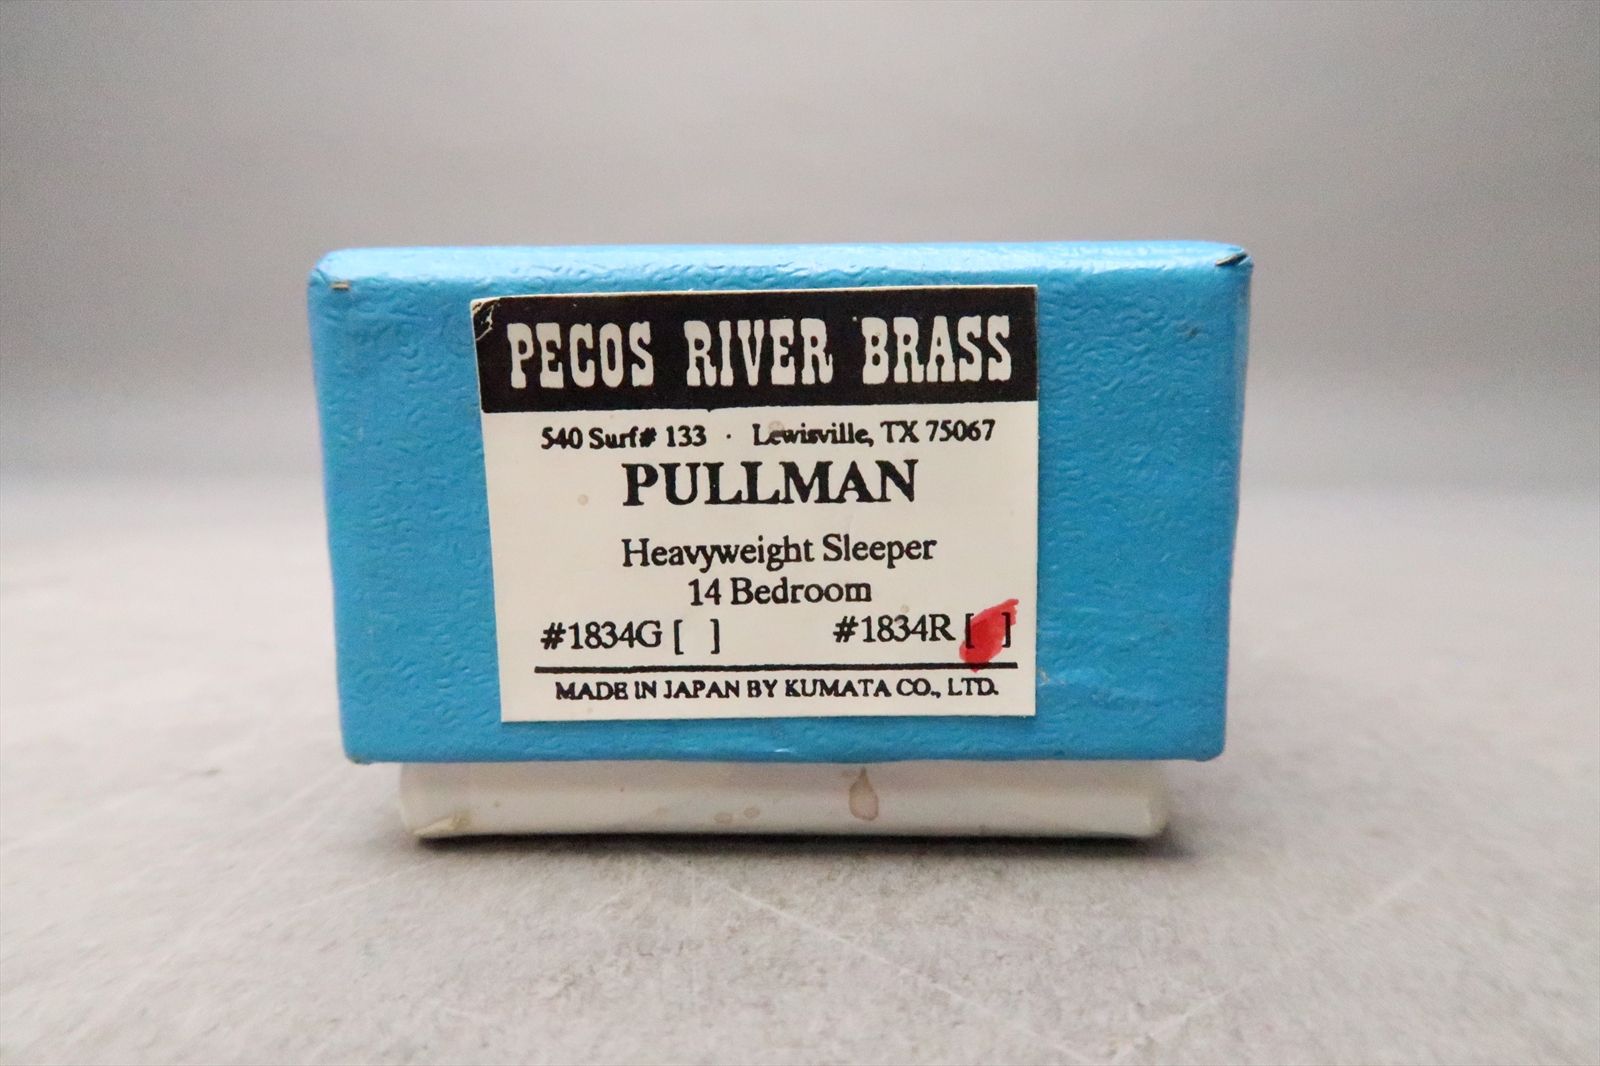 PECOS RIVER BRASS
540 Surf# 133 · Lewisville, TX 75067
PULLMAN
Heavyweight Sleeper
14 Bedroom
#1834G [ ] #1834R [ ]
MADE IN JAPAN BY KUMATA CO., LTD.